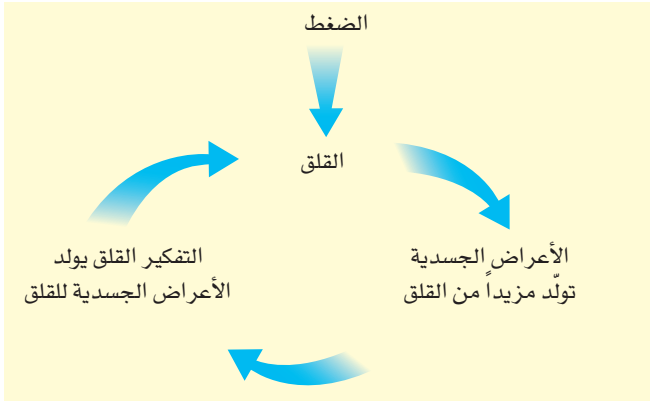 الضغط
القلق
الأعراض الجسدية
تولّد مزيداً من القلق
التفكير القلق يولد
الأعراض الجسدية للقلق